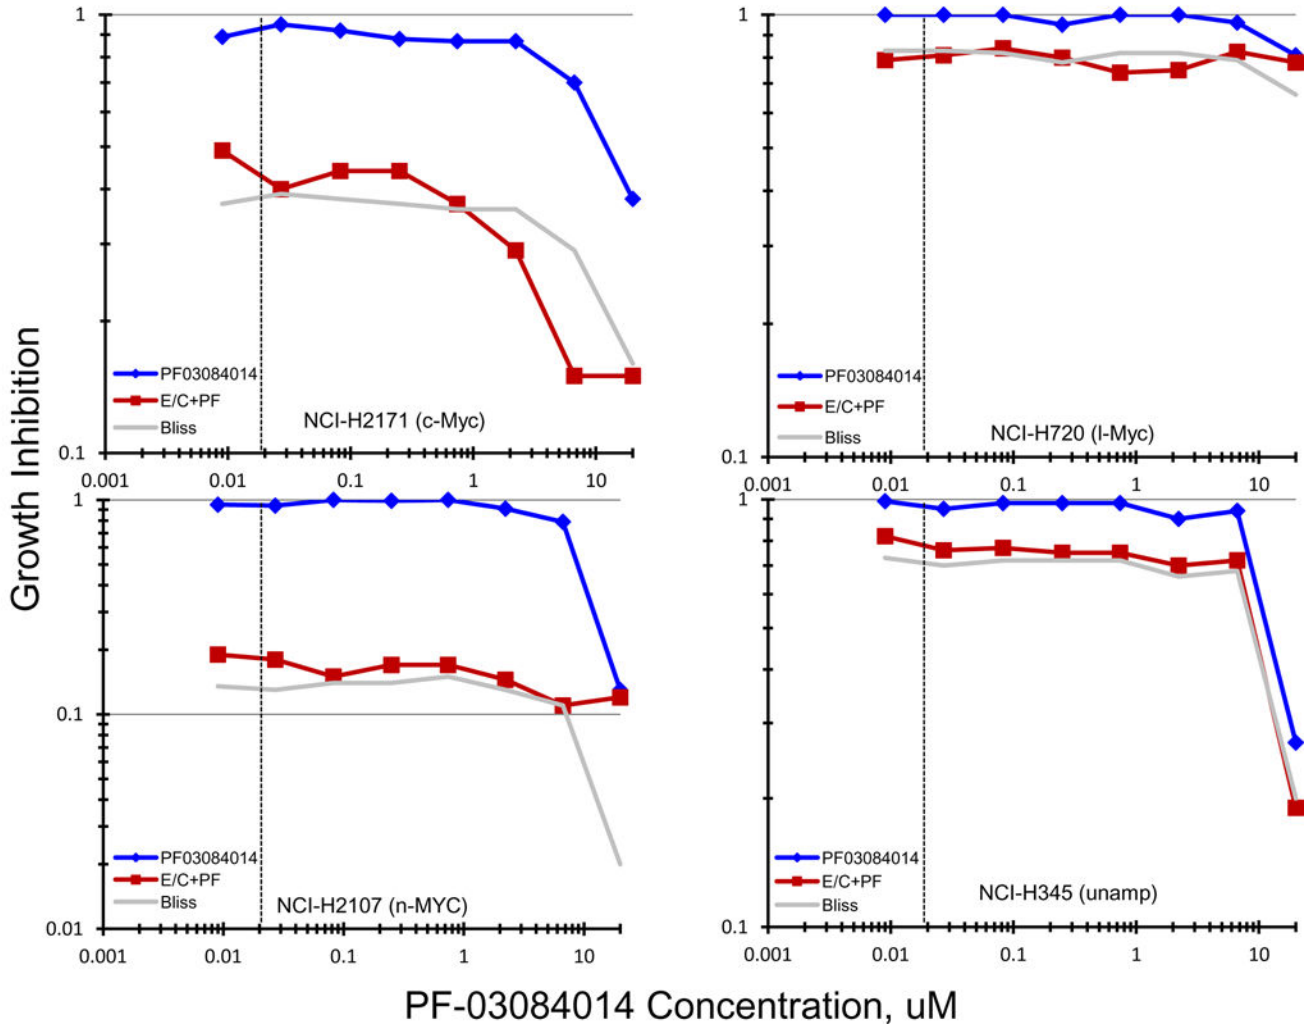 Growth Inhibition
1
0.1
PF03084014
E/C+PF
Bliss
NCI-H2171 (c-Myc)
0.001
0.01
0.1
1
10
1
0.1
PF03084014
E/C+PF
Bliss
NCI-H720 (l-Myc)
0.001
0.01
0.1
1
10
1
0.1
0.01
PF03084014
E/C+PF
Bliss
NCI-H2107 (n-MYC)
0.001
0.01
0.1
1
10
1
0.1
PF03084014
E/C+PF
Bliss
NCI-H345 (unamp)
0.001
0.01
0.1
1
10
PF-03084014 Concentration, uM